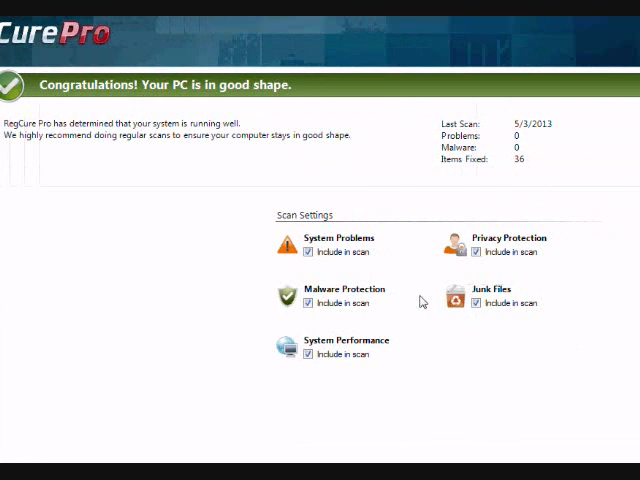 CurePro
Congratulations! Your PC is in good shape.
RegCure Pro has determined that your system is running well.
We highly recommend doing regular scans to ensure your computer stays in good shape.
Last Scan: 5/3/2013
Problems: 0
Malware: 0
Items Fixed: 36
Scan Settings
System Problems
Include in scan
Privacy Protection
Include in scan
Malware Protection
Include in scan
Junk Files
Include in scan
System Performance
Include in scan